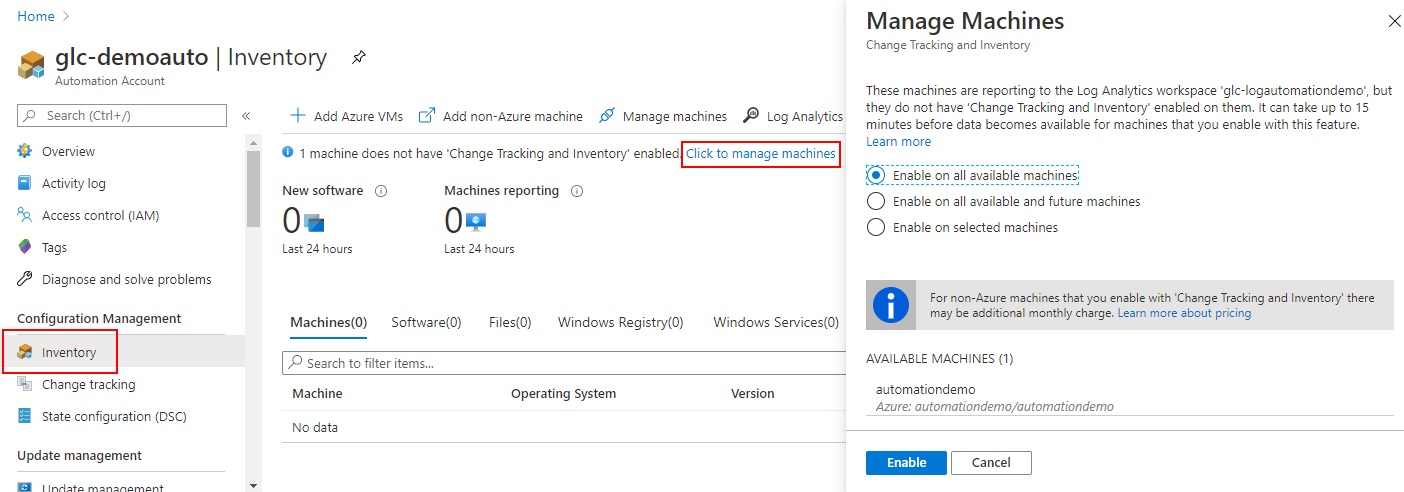 Home
glc-demoauto | Inventory
Automation Account
Search (Ctrl+/)
Overview
Activity log
Access control (IAM)
Tags
Diagnose and solve problems
Configuration Management
Inventory
Change tracking
State configuration (DSC)
Update management
Update management
Add Azure VMs
Add non-Azure machine
Manage machines
Log Analytics
1 machine does not have 'Change Tracking and Inventory' enabled. Click to manage machines
New software
0
Last 24 hours
Machines reporting
0
Last 24 hours
Machines(0)
Software(0)
Files(0)
Windows Registry(0)
Windows Services(0)
Search to filter items...
Machine
Operating System
Version
No data
Manage Machines
Change Tracking and Inventory
These machines are reporting to the Log Analytics workspace 'glc-logautomationdemo', but
they do not have 'Change Tracking and Inventory' enabled on them. It can take up to 15
minutes before data becomes available for machines that you enable with this feature.
Learn more
Enable on all available machines
Enable on all available and future machines
Enable on selected machines
For non-Azure machines that you enable with 'Change Tracking and Inventory' there
may be additional monthly charge. Learn more about pricing
AVAILABLE MACHINES (1)
automationdemo
Azure: automationdemo/automationdemo
Enable
Cancel